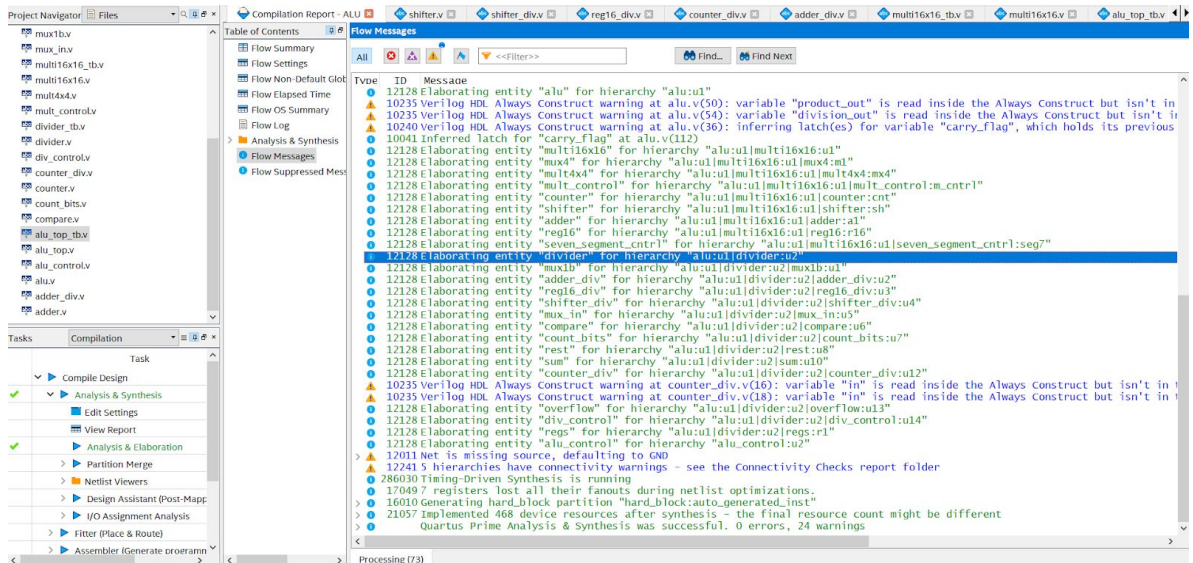 Project Navigator Files
mux1b.v
mux_in.v
multi16x16_tb.v
multi16x16.v
mult4x4.v
mult_control.v
divider_tb.v
divider.v
div_control.v
counter_div.v
counter.v
count_bits.v
compare.v
alu_top_tb.v
alu_top.v
alu_control.v
alu.v
adder_div.v
adder.v
Tasks Compilation
Task
Compile Design
Analysis & Synthesis
Edit Settings
View Report
Analysis & Elaboration
Partition Merge
Netlist Viewers
Design Assistant (Post-Mapp
I/O Assignment Analysis
Fitter (Place & Route)
Assembler (Generate programn
Compilation Report - ALU shifter.v shifter_div.v reg16_div.v counter_div.v adder_div.v multi16x16_tb.v multi16x16.v alu_top_tb.v
Table of Contents
Flow Summary
Flow Settings
Flow Non-Default Glob
Flow Elapsed Time
Flow OS Summary
Flow Log
Analysis & Synthesis
Flow Messages
Flow Suppressed Mess
Flow Messages
All <<Filter>> Find... Find Next
Type ID Message
12128 Elaborating entity "alu" for hierarchy "alu:u1"
10235 Verilog HDL Always Construct warning at alu.v(50): variable "product_out" is read inside the Always Construct but isn't in
10235 Verilog HDL Always Construct warning at alu.v(54): variable "division_out" is read inside the Always Construct but isn't in
10240 Verilog HDL Always Construct warning at alu.v(36): inferring latch(es) for variable "carry_flag", which holds its previous
10041 Inferred latch for "carry_flag" at alu.v(112)
12128 Elaborating entity "multi16x16" for hierarchy "alu:u1|multi16x16:u1"
12128 Elaborating entity "mux4" for hierarchy "alu:u1|multi16x16:u1|mux4:m1"
12128 Elaborating entity "mult4x4" for hierarchy "alu:u1|multi16x16:u1|mult4x4:mx4"
12128 Elaborating entity "mult_control" for hierarchy "alu:u1|multi16x16:u1|mult_control:m_cntrl"
12128 Elaborating entity "counter" for hierarchy "alu:u1|multi16x16:u1|counter:cnt"
12128 Elaborating entity "shifter" for hierarchy "alu:u1|multi16x16:u1|shifter:sh"
12128 Elaborating entity "adder" for hierarchy "alu:u1|multi16x16:u1|adder:a1"
12128 Elaborating entity "reg16" for hierarchy "alu:u1|multi16x16:u1|reg16:r16"
12128 Elaborating entity "seven_segment_cntrl" for hierarchy "alu:u1|multi16x16:u1|seven_segment_cntrl:seg7"
12128 Elaborating entity "divider" for hierarchy "alu:u1|divider:u2"
12128 Elaborating entity "mux1b" for hierarchy "alu:u1|divider:u2|mux1b:u1"
12128 Elaborating entity "adder_div" for hierarchy "alu:u1|divider:u2|adder_div:u2"
12128 Elaborating entity "reg16_div" for hierarchy "alu:u1|divider:u2|reg16_div:u3"
12128 Elaborating entity "shifter_div" for hierarchy "alu:u1|divider:u2|shifter_div:u4"
12128 Elaborating entity "mux_in" for hierarchy "alu:u1|divider:u2|mux_in:u5"
12128 Elaborating entity "compare" for hierarchy "alu:u1|divider:u2|compare:u6"
12128 Elaborating entity "count_bits" for hierarchy "alu:u1|divider:u2|count_bits:u7"
12128 Elaborating entity "rest" for hierarchy "alu:u1|divider:u2|rest:u8"
12128 Elaborating entity "sum" for hierarchy "alu:u1|divider:u2|sum:u10"
12128 Elaborating entity "counter_div" for hierarchy "alu:u1|divider:u2|counter_div:u12"
10235 Verilog HDL Always Construct warning at counter_div.v(16): variable "in" is read inside the Always Construct but isn't in t
10235 Verilog HDL Always Construct warning at counter_div.v(18): variable "in" is read inside the Always Construct but isn't in t
12128 Elaborating entity "overflow" for hierarchy "alu:u1|divider:u2|overflow:u13"
12128 Elaborating entity "div_control" for hierarchy "alu:u1|divider:u2|div_control:u14"
12128 Elaborating entity "regs" for hierarchy "alu:u1|divider:u2|regs:r1"
12128 Elaborating entity "alu_control" for hierarchy "alu_control:u2"
12011 Net is missing source, defaulting to GND
12241 5 hierarchies have connectivity warnings - see the Connectivity Checks report folder
286030 Timing-Driven Synthesis is running
17049 7 registers lost all their fanouts during netlist optimizations.
16010 Generating hard_block partition "hard_block:auto_generated_inst"
21057 Implemented 468 device resources after synthesis - the final resource count might be different
Quartus Prime Analysis & Synthesis was successful. 0 errors, 24 warnings
Processing (73)